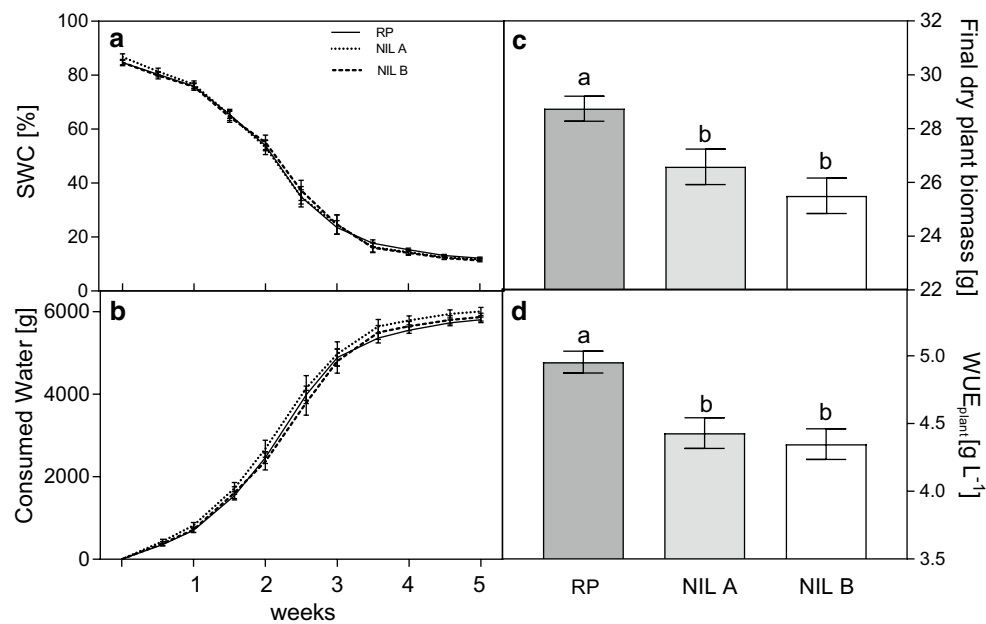 a
RP
NIL A
NIL B
SWC [%]
100
80
60
40
20
0
b
Consumed Water [g]
6000
4000
2000
0
1 2 3 4 5
weeks
c
a
b
b
32
30
28
26
24
22
Final dry plant biomass [g]
d
a
b
b
5.0
4.5
4.0
3.5
WUEplant [g L-1]
RP NIL A NIL B